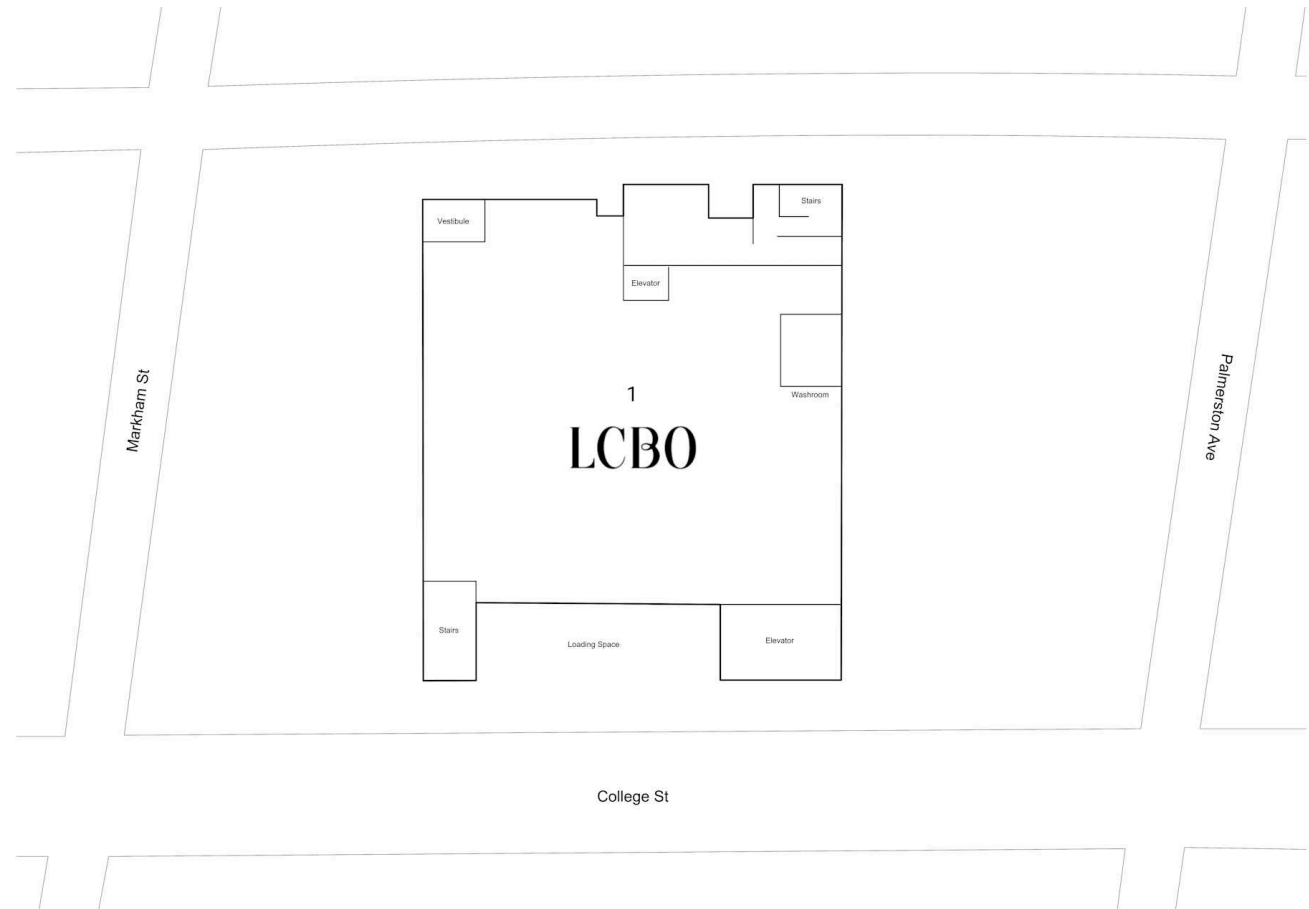 Vestibule
Stairs
Elevator
Washroom
1
LCBO
Markham St
Palmerston Ave
Stairs
Loading Space
Elevator
College St